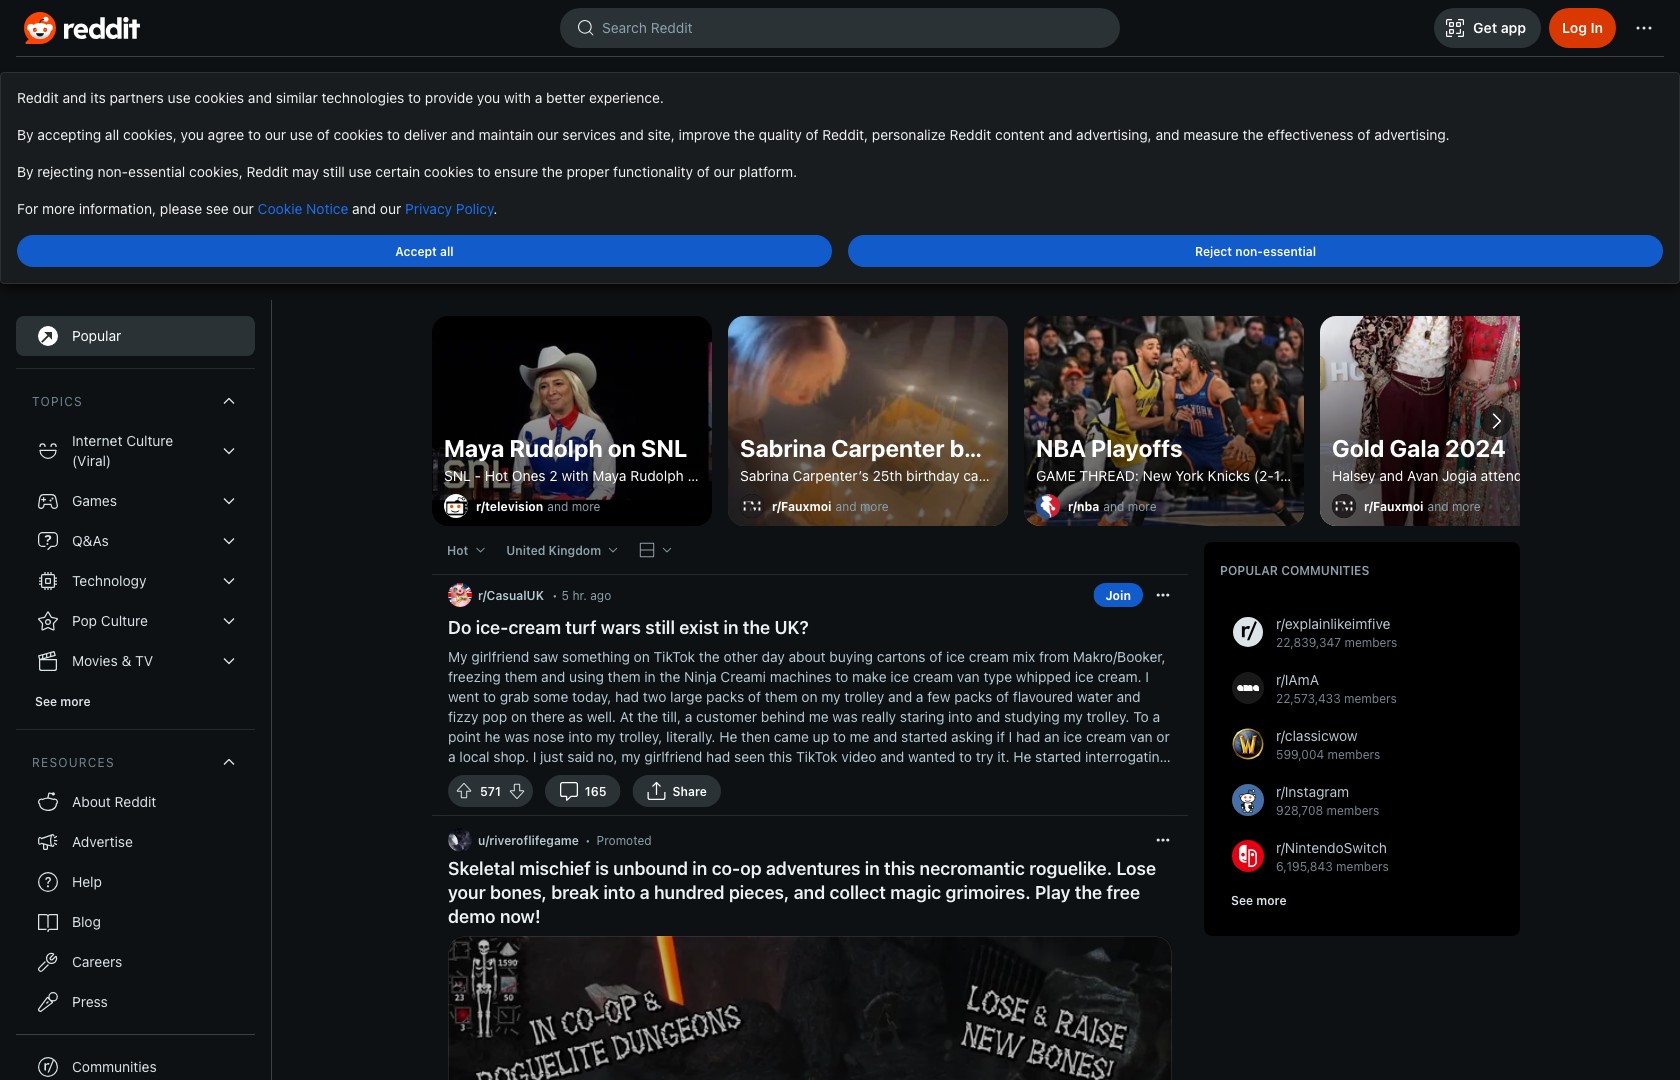 reddit
Search Reddit
Get app
Log In
Reddit and its partners use cookies and similar technologies to provide you with a better experience.
By accepting all cookies, you agree to our use of cookies to deliver and maintain our services and site, improve the quality of Reddit, personalize Reddit content and advertising, and measure the effectiveness of advertising.
By rejecting non-essential cookies, Reddit may still use certain cookies to ensure the proper functionality of our platform.
For more information, please see our Cookie Notice and our Privacy Policy.
Accept all
Reject non-essential
Popular
TOPICS
Internet Culture
(Viral)
Games
Q&As
Technology
Pop Culture
Movies & TV
See more
RESOURCES
About Reddit
Advertise
Help
Blog
Careers
Press
Communities
Maya Rudolph on SNL
SNL - Hot Ones 2 with Maya Rudolph ...
r/television and more
Sabrina Carpenter b...
Sabrina Carpenter's 25th birthday ca...
r/Fauxmoi and more
NBA Playoffs
GAME THREAD: New York Knicks (2-1...
r/nba and more
Gold Gala 2024
Halsey and Avan Jogia attend
r/Fauxmoi and more
Hot
United Kingdom
r/CasualUK • 5 hr. ago
Join
Do ice-cream turf wars still exist in the UK?
My girlfriend saw something on TikTok the other day about buying cartons of ice cream mix from Makro/Booker,
freezing them and using them in the Ninja Creami machines to make ice cream van type whipped ice cream. I
went to grab some today, had two large packs of them on my trolley and a few packs of flavoured water and
fizzy pop on there as well. At the till, a customer behind me was really staring into and studying my trolley. To a
point he was nose into my trolley, literally. He then came up to me and started asking if I had an ice cream van or
a local shop. I just said no, my girlfriend had seen this TikTok video and wanted to try it. He started interrogatin...
571
165
Share
u/riveroflifegame • Promoted
Skeletal mischief is unbound in co-op adventures in this necromantic roguelike. Lose
your bones, break into a hundred pieces, and collect magic grimoires. Play the free
demo now!
1590
23
50
3
IN CO-OP &
ROGUELITE DUNGEONS
LOSE & RAISE
NEW BONES!
POPULAR COMMUNITIES
r/explainlikeimfive
22,839,347 members
r/IAmA
22,573,433 members
r/classicwow
599,004 members
r/Instagram
928,708 members
r/NintendoSwitch
6,195,843 members
See more